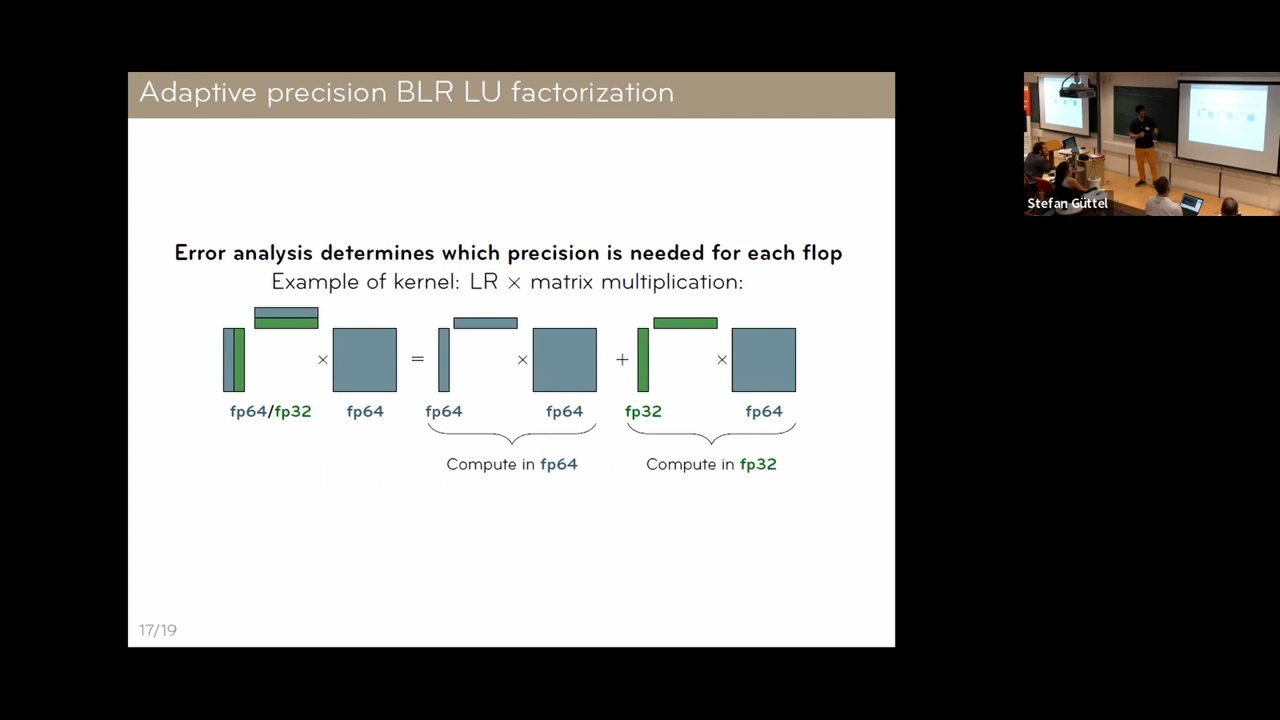 Adaptive precision BLR LU factorization
Error analysis determines which precision is needed for each flop
Example of kernel: LR × matrix multiplication:
× = × + ×
fp64/fp32 fp64 fp64 fp64 fp32 fp64
Compute in fp64 Compute in fp32
17/19
Stefan Güttel